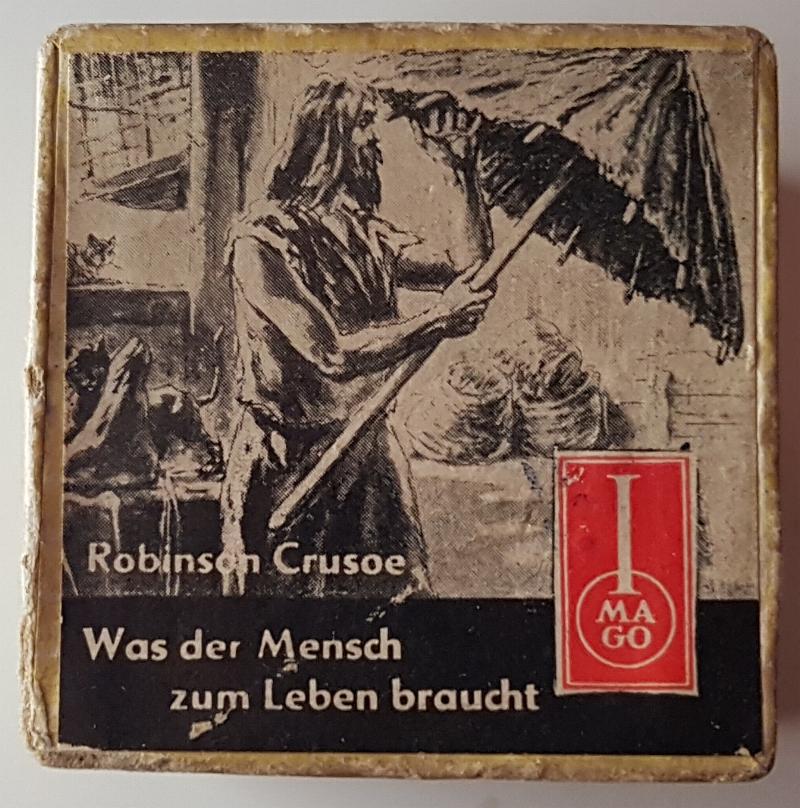 Robinson Crusoe
Was der Mensch
zum Leben braucht
I
MA
GO